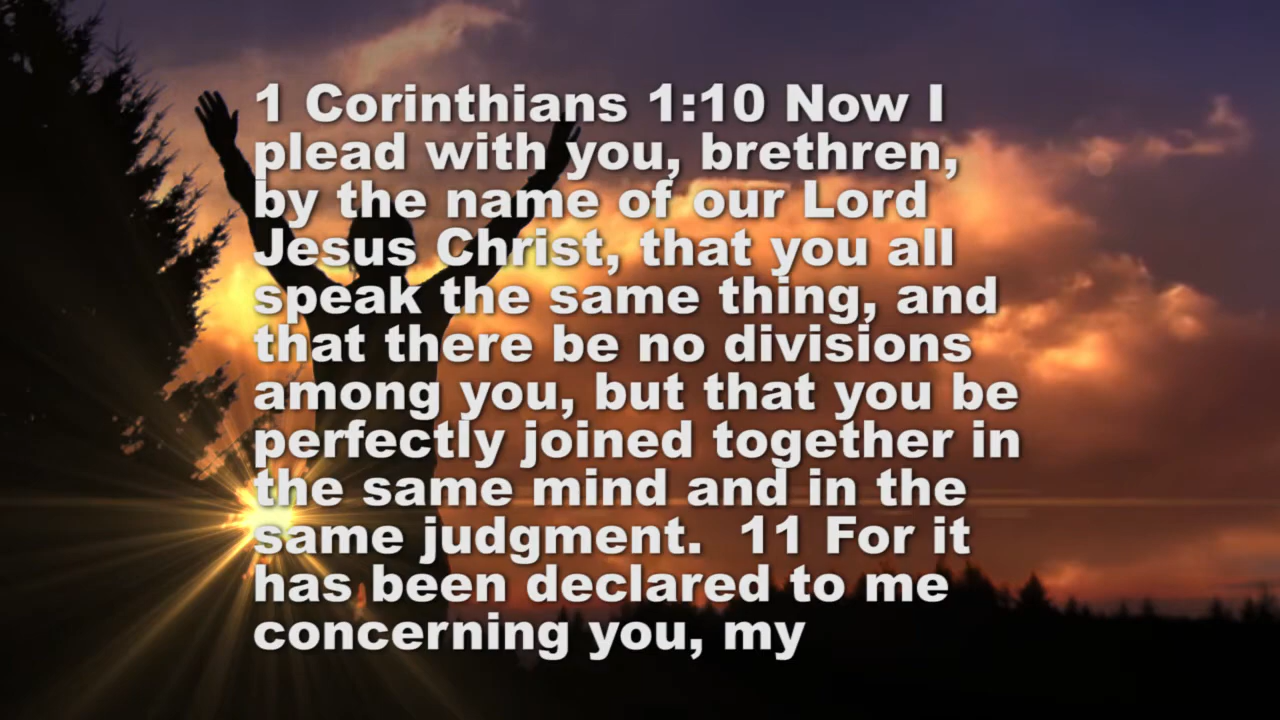 1 Corinthians 1:10 Now I
plead with you, brethren,
by the name of our Lord
Jesus Christ, that you all
speak the same thing, and
that there be no divisions
among you, but that you be
perfectly joined together in
the same mind and in the
same judgment.  11 For it
has been declared to me
concerning you, my